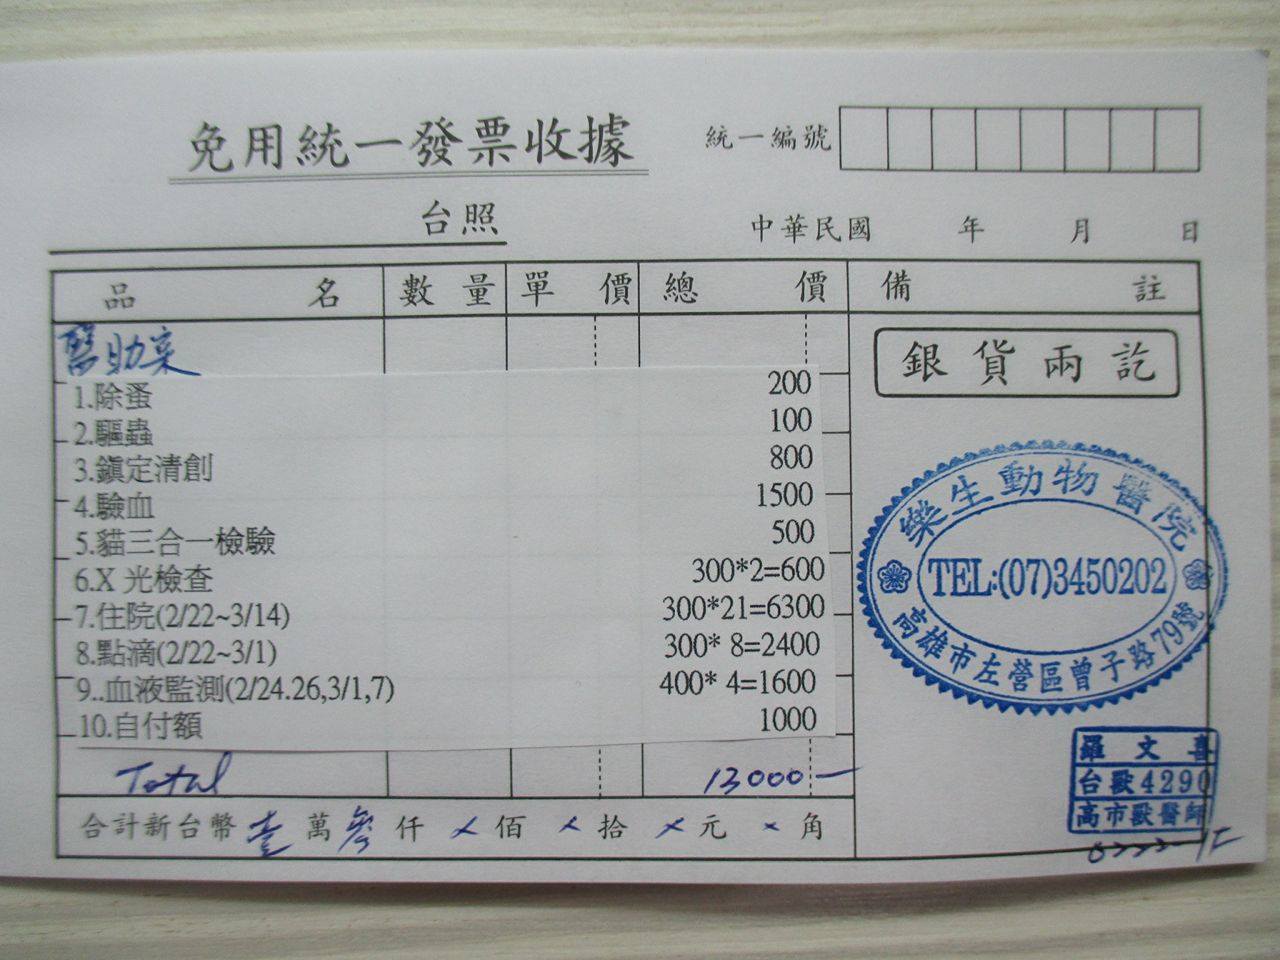 免用統一發票收據
統一編號
台照
中華民國 年 月 日
品名 數量 單價 總價 備註
醫助案
銀貨兩訖
1.除蚤 200
2.驅蟲 100
3.鎮定清創 800
4.驗血 1500
5.貓三合一檢驗 500
6.X 光檢查 300*2=600
7.住院(2/22~3/14) 300*21=6300
8.點滴(2/22~3/1) 300* 8=2400
9..血液監測(2/24.26,3/1,7) 400* 4=1600
10.自付額 1000
Total 13000—
合計新台幣 壹 萬 參 仟 × 佰 × 拾 × 元 × 角
樂生動物醫院
TEL:(07)3450202
高雄市左營區曾子路79號
羅文喜
台獸4290
高市獸醫師